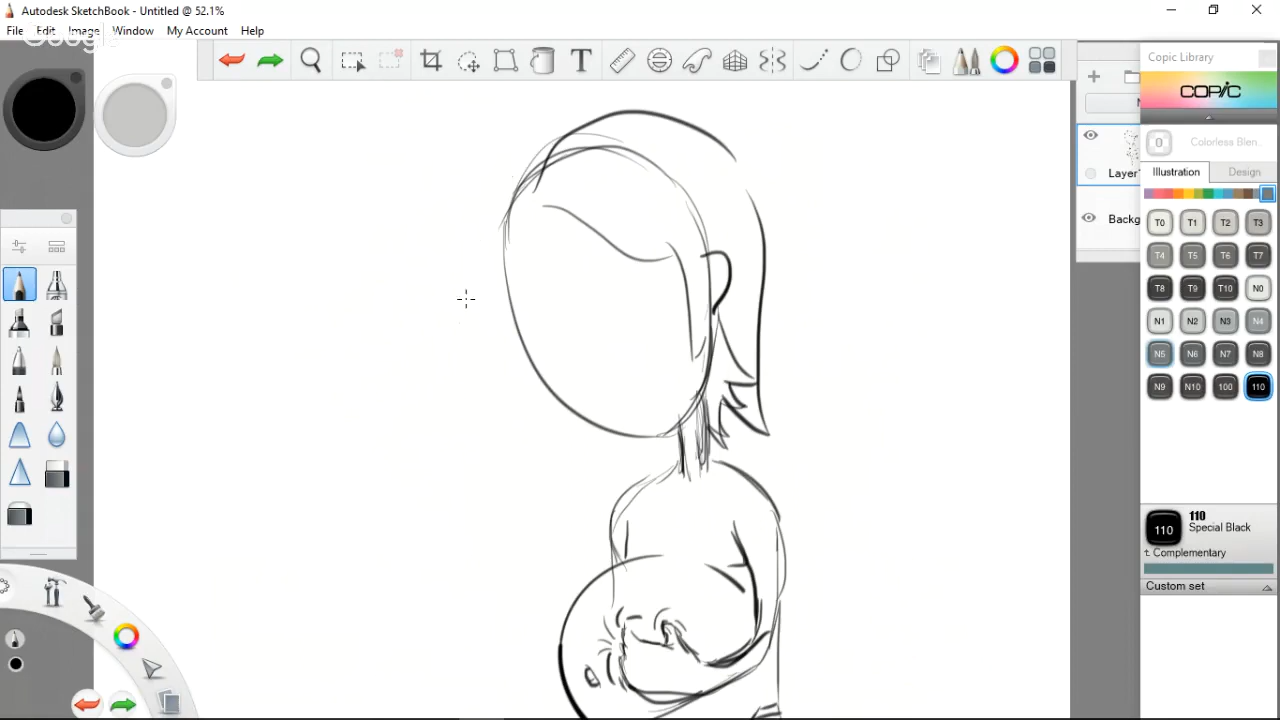 Autodesk SketchBook - Untitled @ 52.1%
File Edit Image Window My Account Help
Google
T
Copic Library
COPIC
0 Colorless Blen
Illustration Design
Layer
Backg
T0 T1 T2 T3
T4 T5 T6 T7
T8 T9 T10 N0
N1 N2 N3 N4
N5 N6 N7 N8
N9 N10 100 110
110
110
Special Black
t. Complementary
Custom set